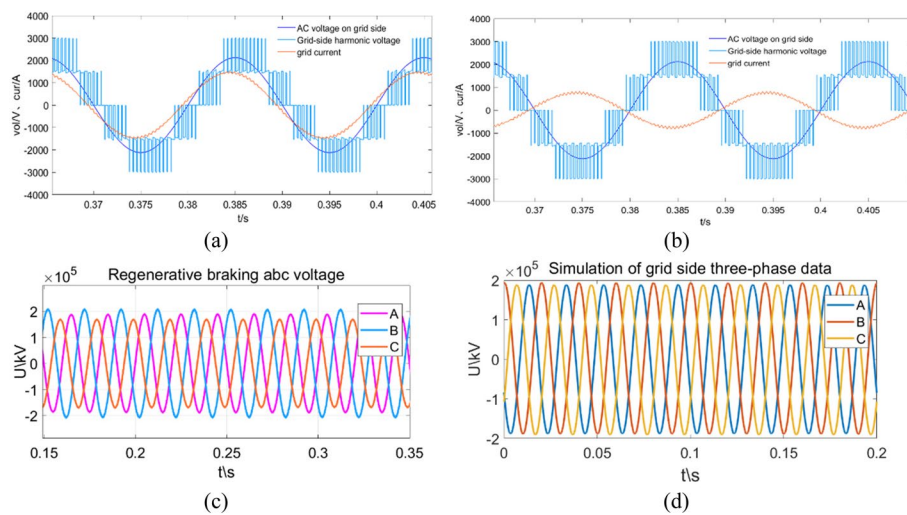 4000
3000
2000
1000
0
-1000
-2000
-3000
-4000
vol/V、cur/A
AC voltage on grid side
Grid-side harmonic voltage
grid current
0.37 0.375 0.38 0.385 0.39 0.395 0.4 0.405
t/s
(a)
4000
3000
2000
1000
0
1000
2000
3000
4000
vol/V、cur/A
AC voltage on grid side
Grid-side harmonic voltage
grid current
0.37 0.375 0.38 0.385 0.39 0.395 0.4 0.405
t/s
(b)
×10⁵
Regenerative braking abc voltage
2
1
0
-1
-2
U\kV
A
B
C
0.15 0.2 0.25 0.3 0.35
t\s
(c)
×10⁵
Simulation of grid side three-phase data
2
1
0
-1
-2
U\kV
A
B
C
0 0.05 0.1 0.15 0.2
t\s
(d)